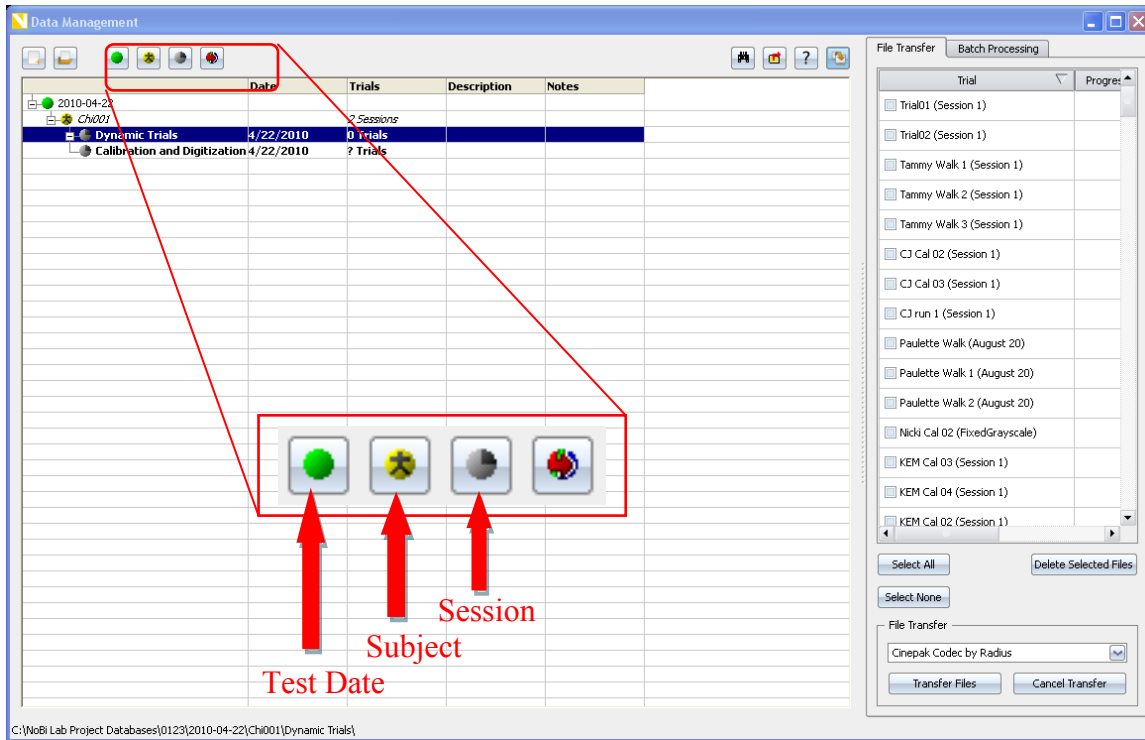 Data Management
File Transfer Batch Processing
?
Date Trials Description Notes
2010-04-22
Chi001 2 Sessions
Dynamic Trials 4/22/2010 0 Trials
Calibration and Digitization 4/22/2010 ? Trials
Session
Subject
Test Date
Trial Progres
Trial01 (Session 1)
Trial02 (Session 1)
Tammy Walk 1 (Session 1)
Tammy Walk 2 (Session 1)
Tammy Walk 3 (Session 1)
CJ Cal 02 (Session 1)
CJ Cal 03 (Session 1)
CJ run 1 (Session 1)
Paulette Walk (August 20)
Paulette Walk 1 (August 20)
Paulette Walk 2 (August 20)
Nicki Cal 02 (FixedGrayscale)
KEM Cal 03 (Session 1)
KEM Cal 04 (Session 1)
KEM Cal 02 (Session 1)
Select All Delete Selected Files
Select None
File Transfer
Cinepak Codec by Radius
Transfer Files Cancel Transfer
C:\NoBi Lab Project Databases\0123\2010-04-22\Chi001\Dynamic Trials\